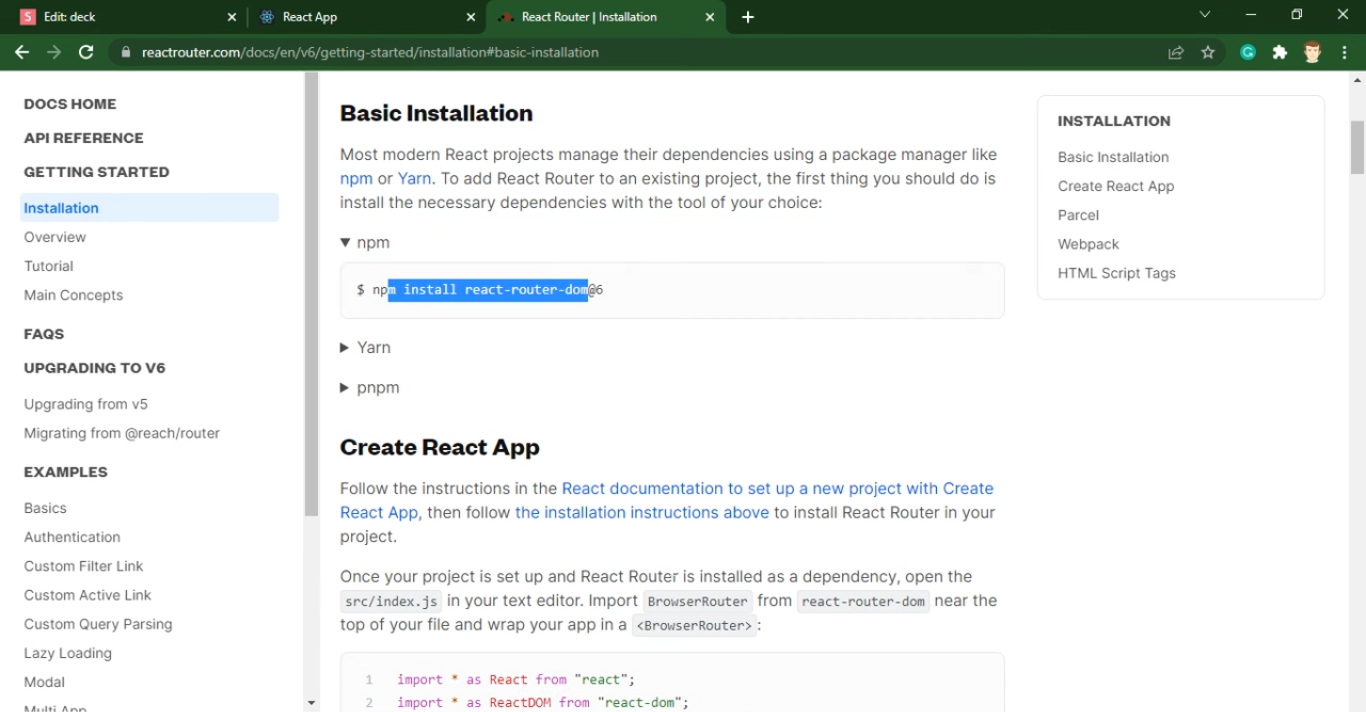 S Edit: deck
React App
React Router | Installation
reactrouter.com/docs/en/v6/getting-started/installation#basic-installation
G
DOCS HOME
API REFERENCE
GETTING STARTED
Installation
Overview
Tutorial
Main Concepts
FAQS
UPGRADING TO V6
Upgrading from v5
Migrating from @reach/router
EXAMPLES
Basics
Authentication
Custom Filter Link
Custom Active Link
Custom Query Parsing
Lazy Loading
Modal
Multi App
Basic Installation
Most modern React projects manage their dependencies using a package manager like
npm or Yarn. To add React Router to an existing project, the first thing you should do is
install the necessary dependencies with the tool of your choice:
▼ npm
$ npm install react-router-dom@6
▶ Yarn
▶ pnpm
Create React App
Follow the instructions in the React documentation to set up a new project with Create
React App, then follow the installation instructions above to install React Router in your
project.
Once your project is set up and React Router is installed as a dependency, open the
src/index.js in your text editor. Import BrowserRouter from react-router-dom near the
top of your file and wrap your app in a <BrowserRouter>:
1 import * as React from "react";
2 import * as ReactDOM from "react-dom";
INSTALLATION
Basic Installation
Create React App
Parcel
Webpack
HTML Script Tags